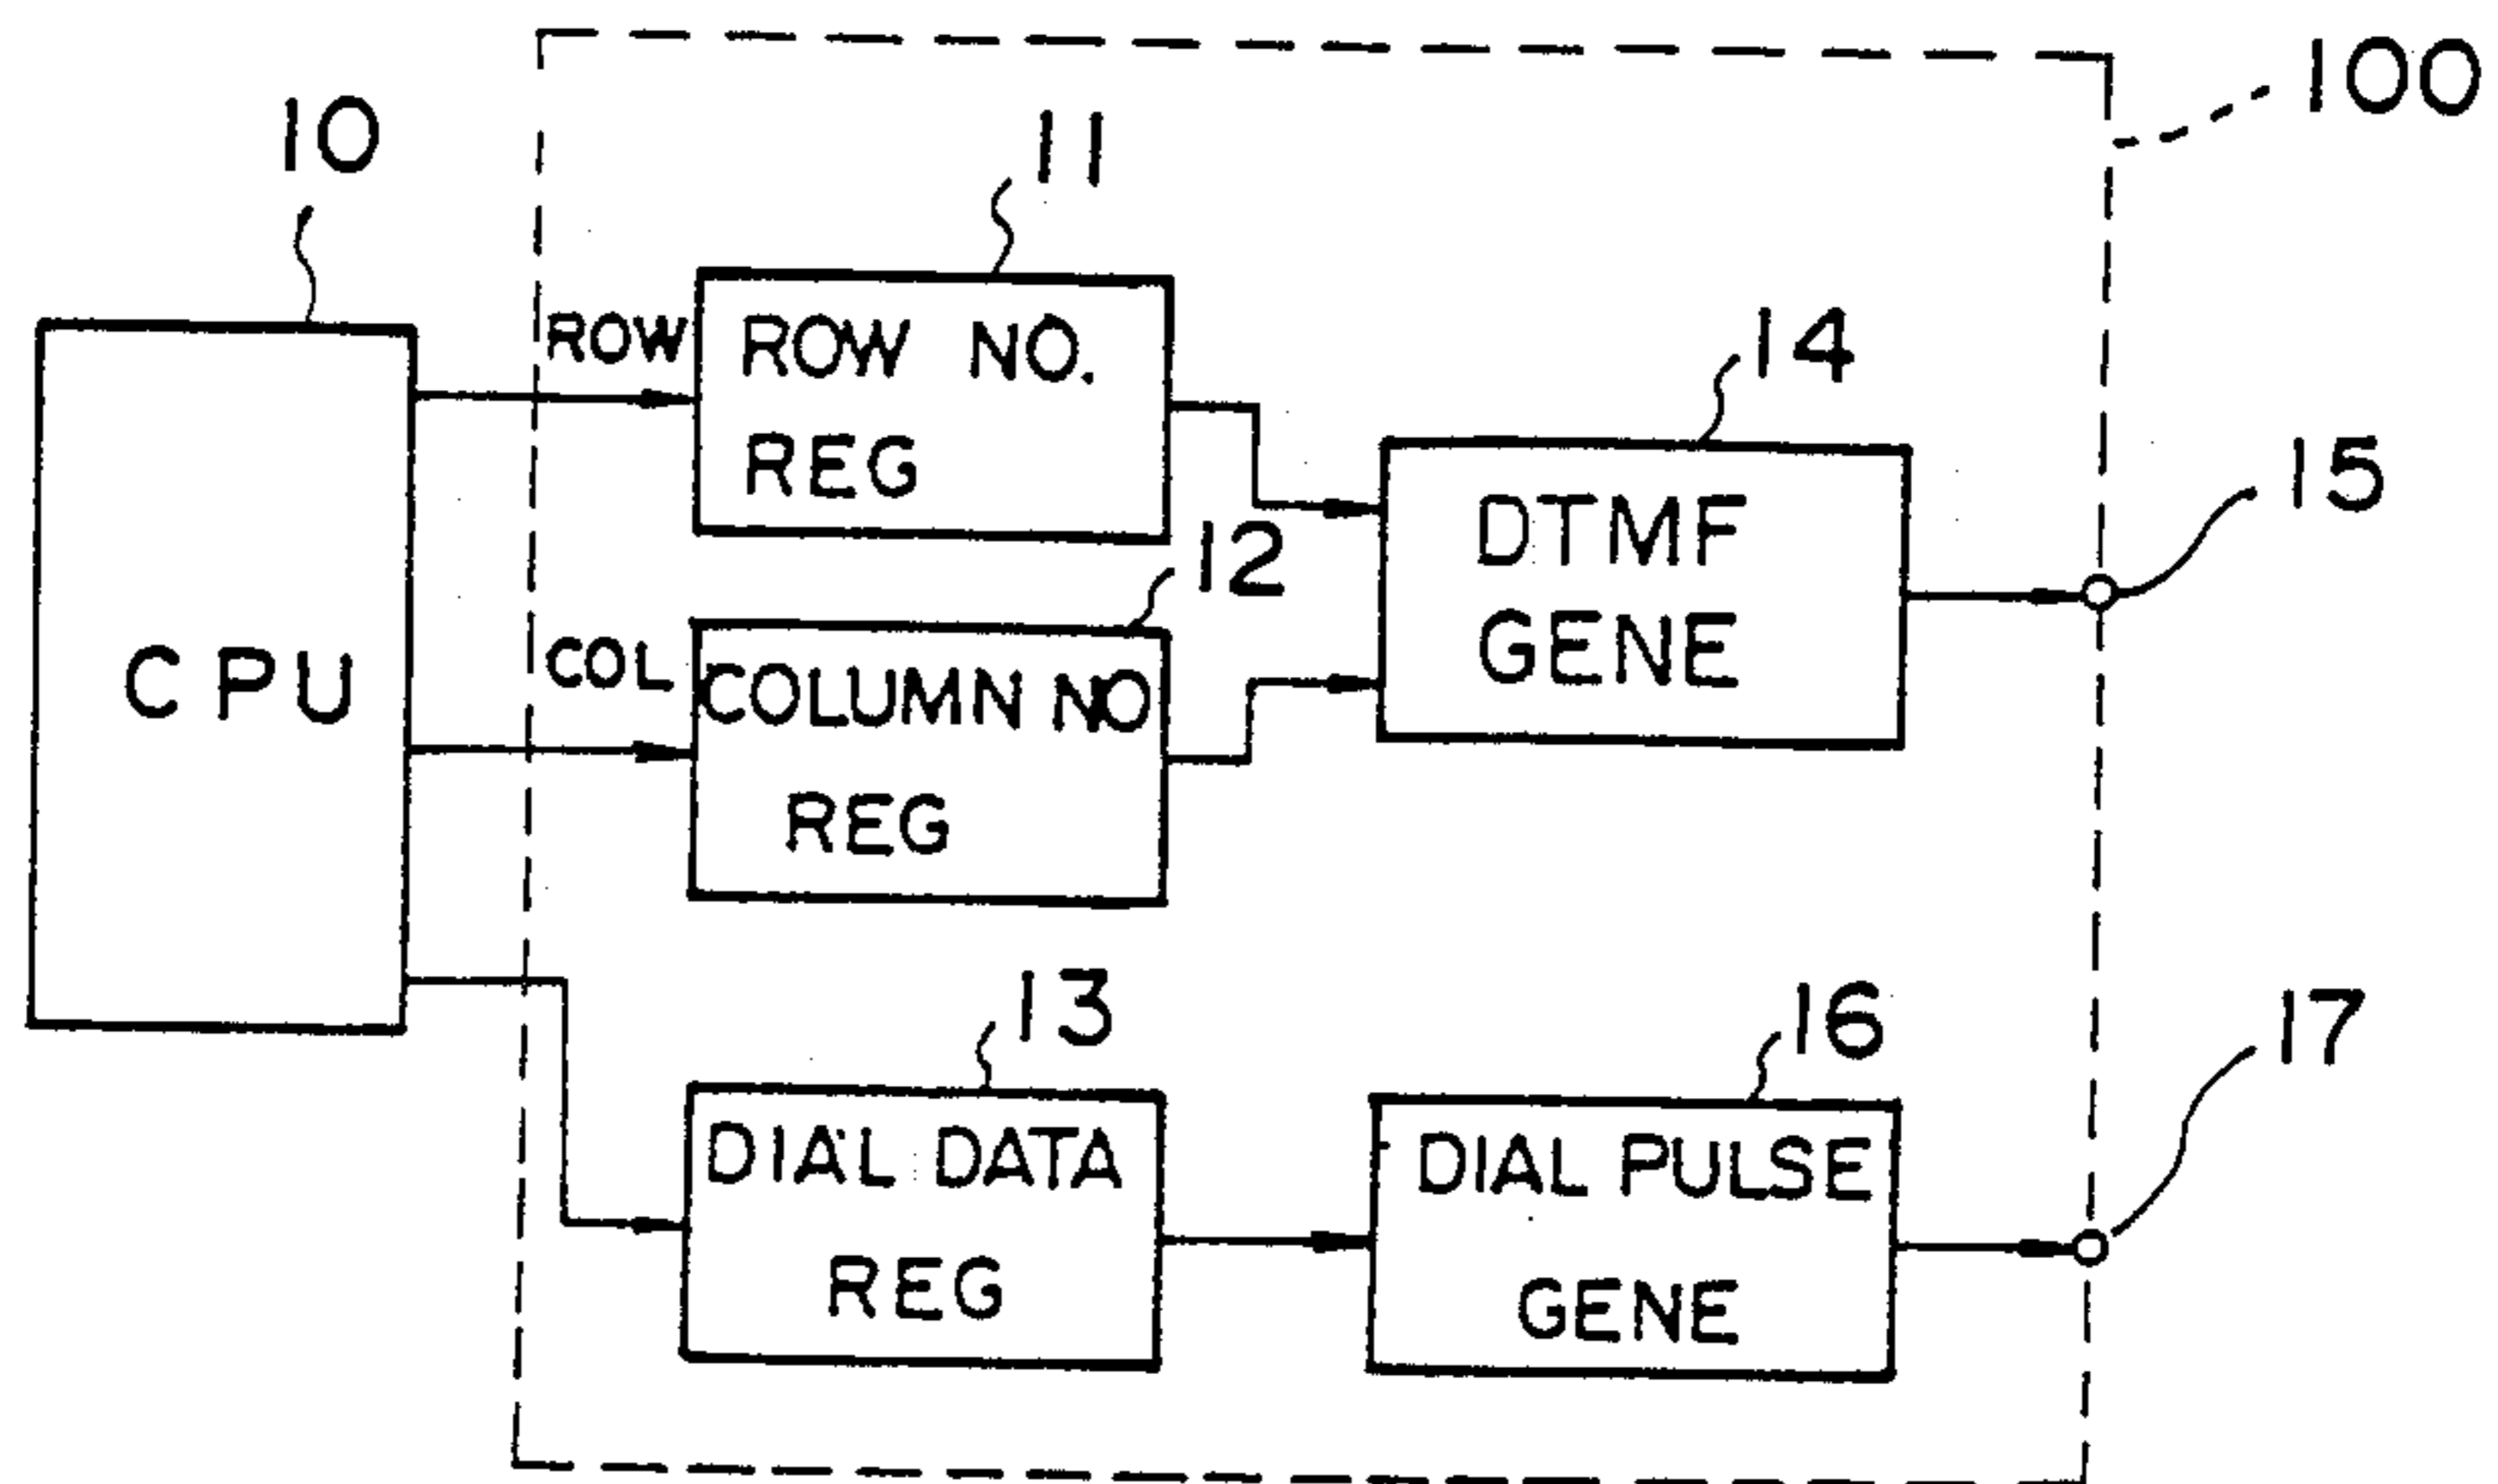 100
10
11
ROW
ROW NO.
REG
14
15
DTMF
GENE
12
CPU
COL
COLUMN NO
REG
13
16
17
DIAL DATA
REG
DIAL PULSE
GENE